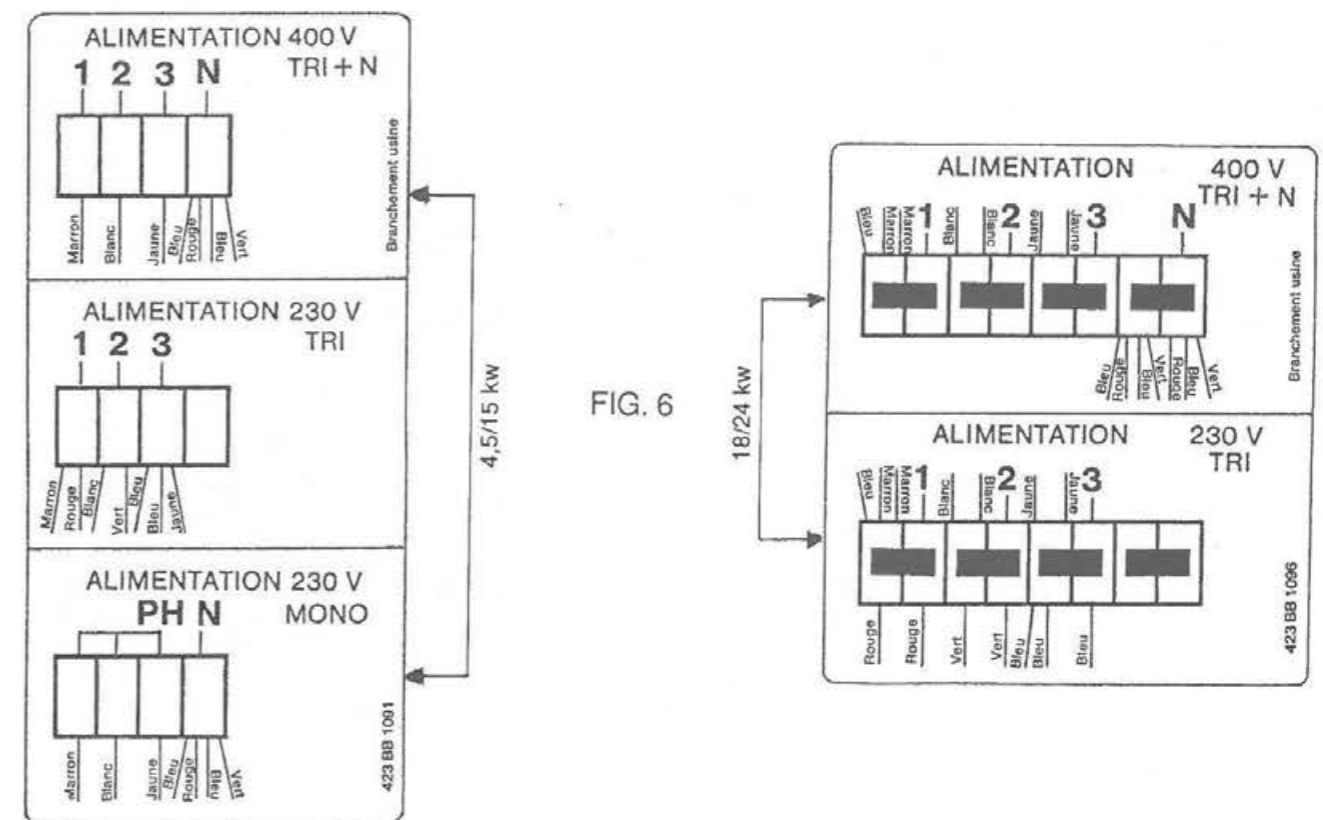 ALIMENTATION 400 V
TRI + N
1 2 3 N
Marron
Blanc
Jaune
Bleu
Rouge
Bleu
Vert
Branchement usine
ALIMENTATION 230 V
TRI
1 2 3
Marron
Rouge
Blanc
Vert
Bleu
Bleu
Jaune
ALIMENTATION 230 V
PH N MONO
Marron
Blanc
Jaune
Bleu
Rouge
Bleu
Vert
423 BB 1091
4,5/15 kw
FIG. 6
18/24 kw
ALIMENTATION 400 V
TRI + N
Bleu
Marron
Marron
1
Blanc
Blanc
2
Jaune
Jaune
3
N
Bleu
Rouge
Bleu
Vert
Rouge
Bleu
Vert
Branchement usine
ALIMENTATION 230 V
TRI
Bleu
Marron
Marron
1
Blanc
Blanc
2
Jaune
Jaune
3
Rouge
Rouge
Vert
Vert
Bleu
Bleu
Bleu
423 BB 1096